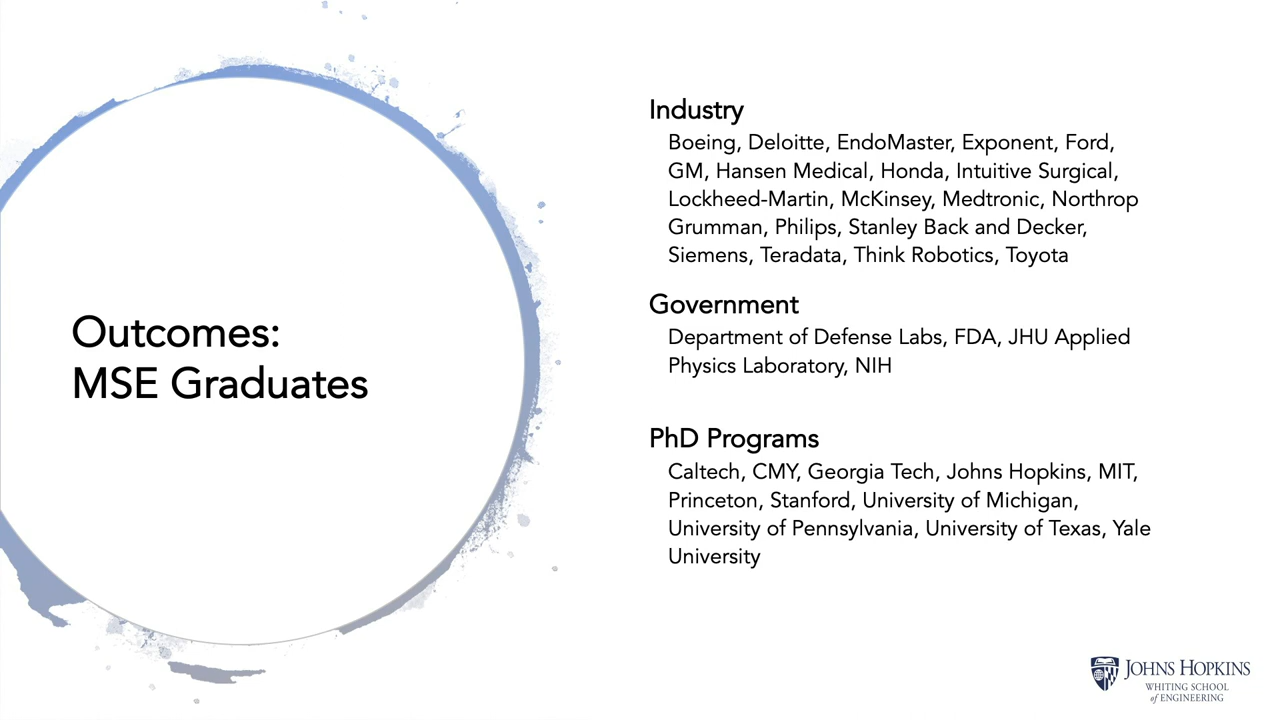 Outcomes:
MSE Graduates
Industry
Boeing, Deloitte, EndoMaster, Exponent, Ford,
GM, Hansen Medical, Honda, Intuitive Surgical,
Lockheed-Martin, McKinsey, Medtronic, Northrop
Grumman, Philips, Stanley Back and Decker,
Siemens, Teradata, Think Robotics, Toyota
Government
Department of Defense Labs, FDA, JHU Applied
Physics Laboratory, NIH
PhD Programs
Caltech, CMY, Georgia Tech, Johns Hopkins, MIT,
Princeton, Stanford, University of Michigan,
University of Pennsylvania, University of Texas, Yale
University
JOHNS HOPKINS
WHITING SCHOOL
of ENGINEERING